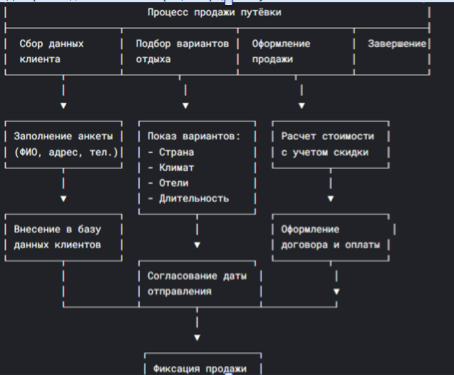 Процесс продажи путёвки
Сбор данных клиента
Подбор вариантов отдыха
Оформление продажи
Завершение
Заполнение анкеты
(ФИО, адрес, тел.)
Показ вариантов:
- Страна
- Климат
- Отели
- Длительность
Расчет стоимости
с учетом скидки
Внесение в базу
данных клиентов
Оформление
договора и оплаты
Согласование даты
отправления
Фиксация продажи